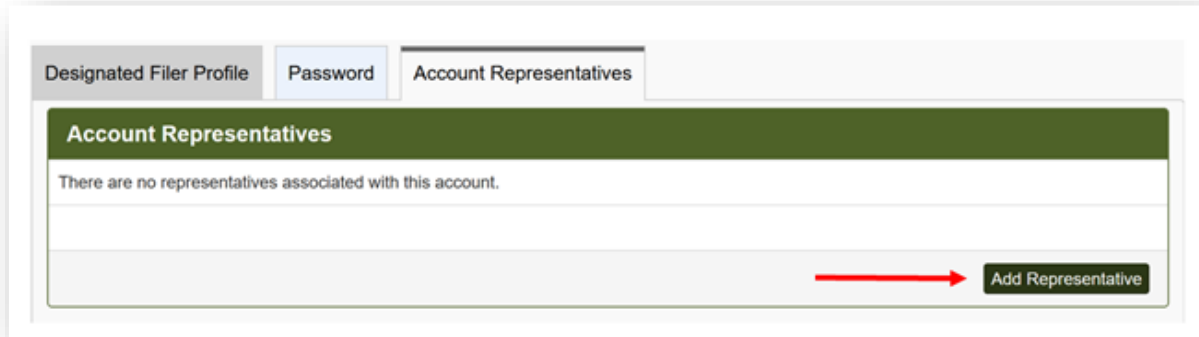 Designated Filer Profile Password Account Representatives
Account Representatives
There are no representatives associated with this account.
Add Representative